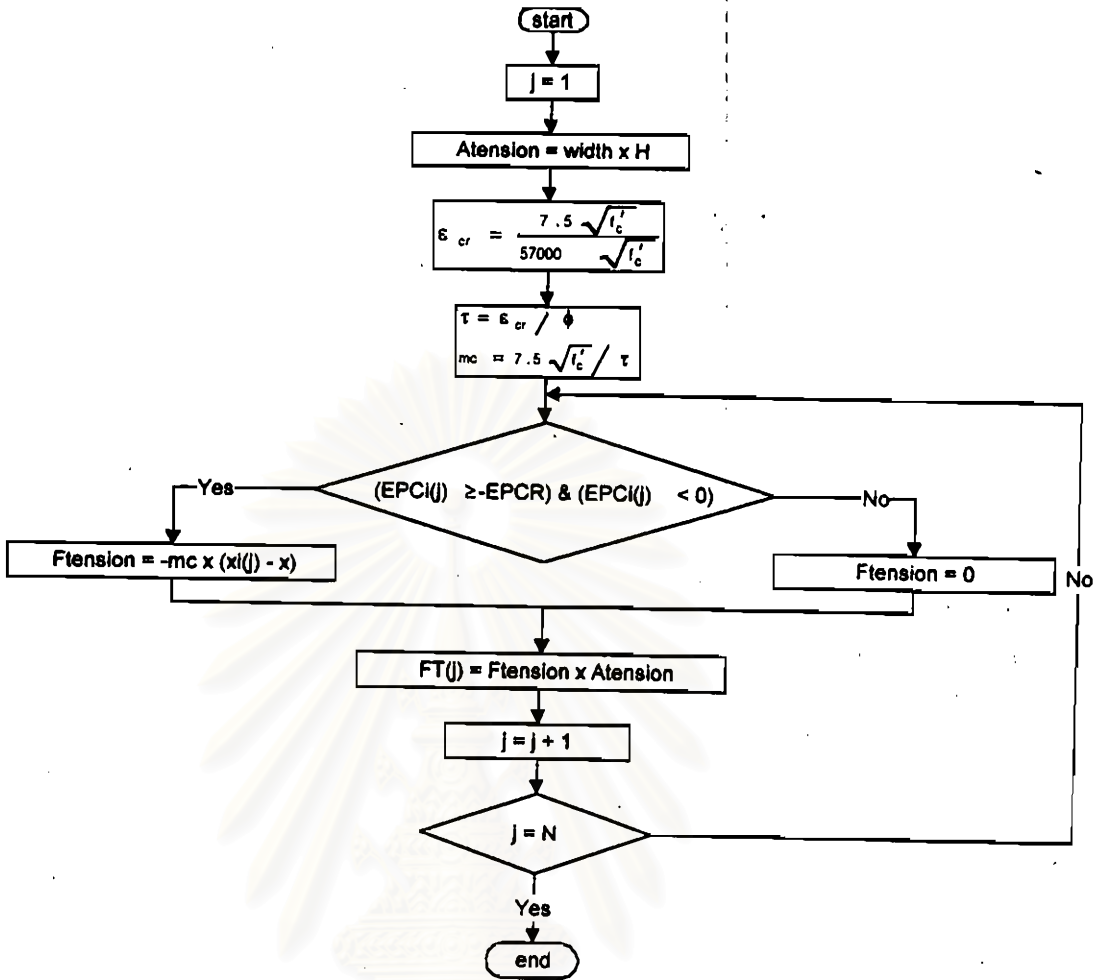 start
j = 1
Atension = width x H
ε cr = 7 . 5 √f'c / 57000 √f'c
τ = ε cr / ϕ
mc = 7 . 5 √f'c / τ
(EPCi(j) ≥-EPCR) & (EPCi(j) < 0)
Yes
No
Ftension = -mc x (xi(j) - x)
Ftension = 0
No
FT(j) = Ftension x Atension
j = j + 1
j = N
Yes
end